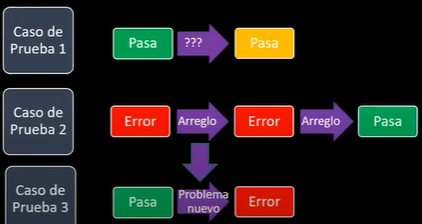 Caso de
Prueba 1
Pasa
???
Pasa
Caso de
Prueba 2
Error
Arreglo
Error
Arreglo
Pasa
Caso de
Prueba 3
Pasa
Problema
nuevo
Error